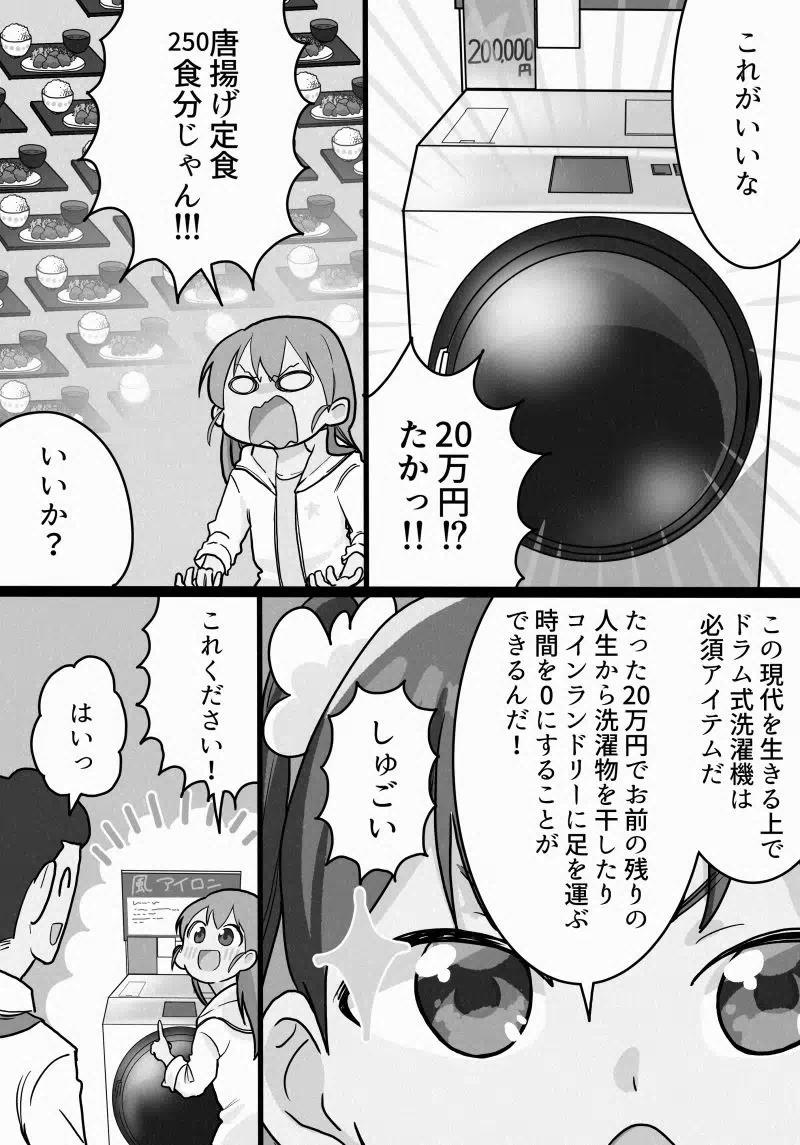 これがいいな
200,000
円
20万円!?
たかっ!!
唐揚げ定食
250食分じゃん!!!
いいか?
この現代を生きる上で
ドラム式洗濯機は
必須アイテムだ
たった20万円でお前の残りの
人生から洗濯物を干したり
コインランドリーに足を運ぶ
時間を0にすることが
できるんだ!
しゅごい
これください!
はいっ
風アイロン